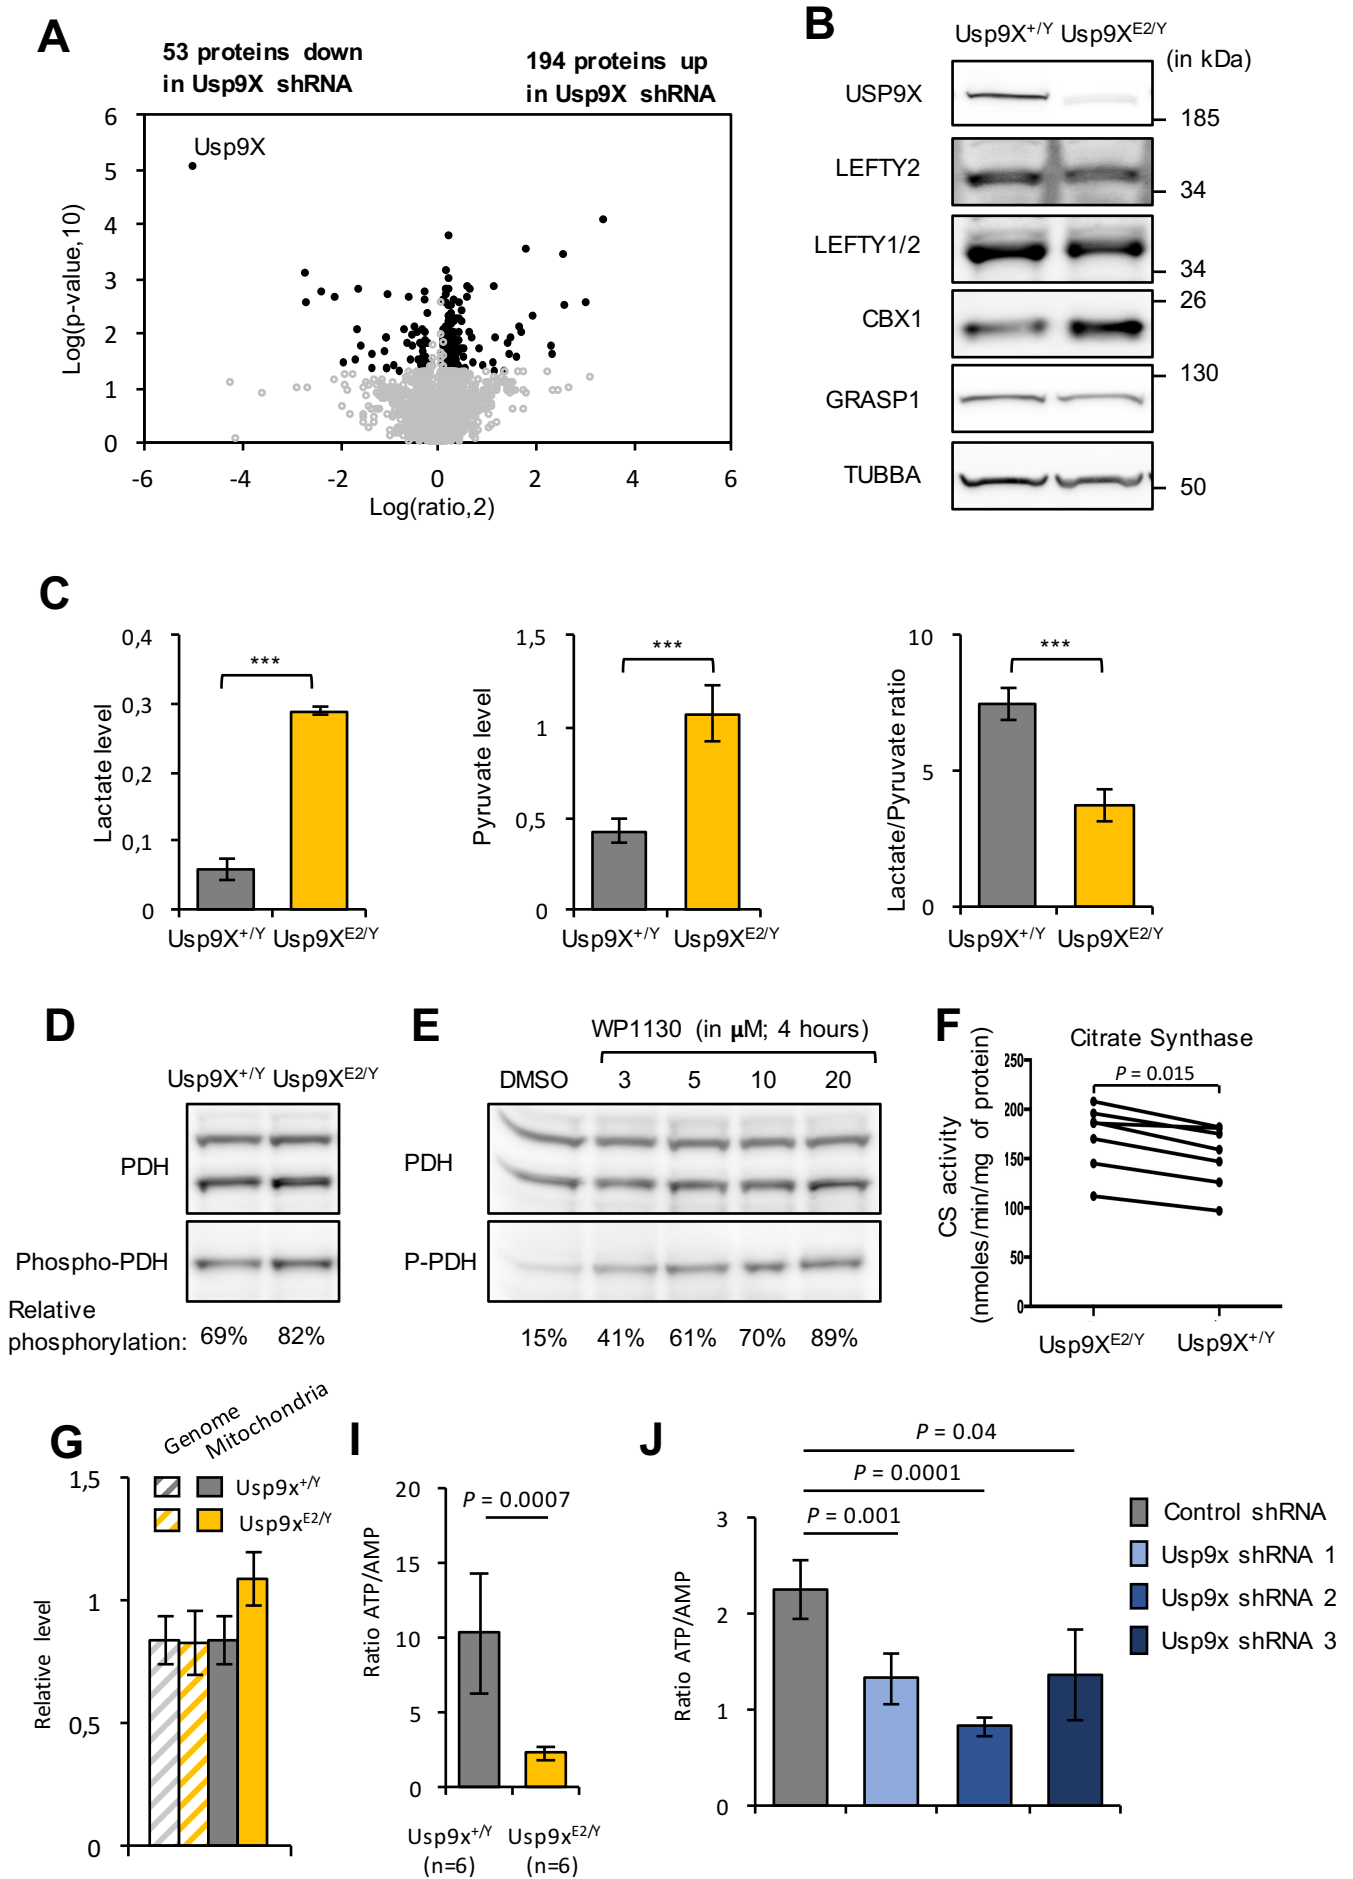 A
53 proteins down
in Usp9X shRNA
194 proteins up
in Usp9X shRNA
Usp9X
6
5
4
3
2
1
0
Log(p-value,10)
-6
-4
-2
0
2
4
6
Log(ratio,2)
B
Usp9X+/Y Usp9XE2/Y
(in kDa)
USP9X
185
LEFTY2
34
LEFTY1/2
34
26
CBX1
130
GRASP1
TUBBA
50
C
0,4
0,3
0,2
0,1
0
Lactate level
***
Usp9X+/Y Usp9XE2/Y
1,5
1
0,5
0
Pyruvate level
***
Usp9X+/Y Usp9XE2/Y
10
5
0
Lactate/Pyruvate ratio
***
Usp9X+/Y Usp9XE2/Y
D
Usp9X+/Y Usp9XE2/Y
PDH
Phospho-PDH
Relative
phosphorylation: 69% 82%
E
WP1130 (in μM; 4 hours)
DMSO 3 5 10 20
PDH
P-PDH
15% 41% 61% 70% 89%
F
Citrate Synthase
P = 0.015
250
200
150
100
50
0
CS activity
(nmoles/min/mg of protein)
Usp9XE2/Y Usp9X+/Y
G
Genome
Mitochondria
Usp9x+/Y
Usp9xE2/Y
1,5
1
0,5
0
Relative level
I
20
15
10
5
0
Ratio ATP/AMP
P = 0.0007
Usp9x+/Y Usp9xE2/Y
(n=6) (n=6)
J
P = 0.04
P = 0.0001
P = 0.001
3
2
1
0
Ratio ATP/AMP
Control shRNA
Usp9x shRNA 1
Usp9x shRNA 2
Usp9x shRNA 3